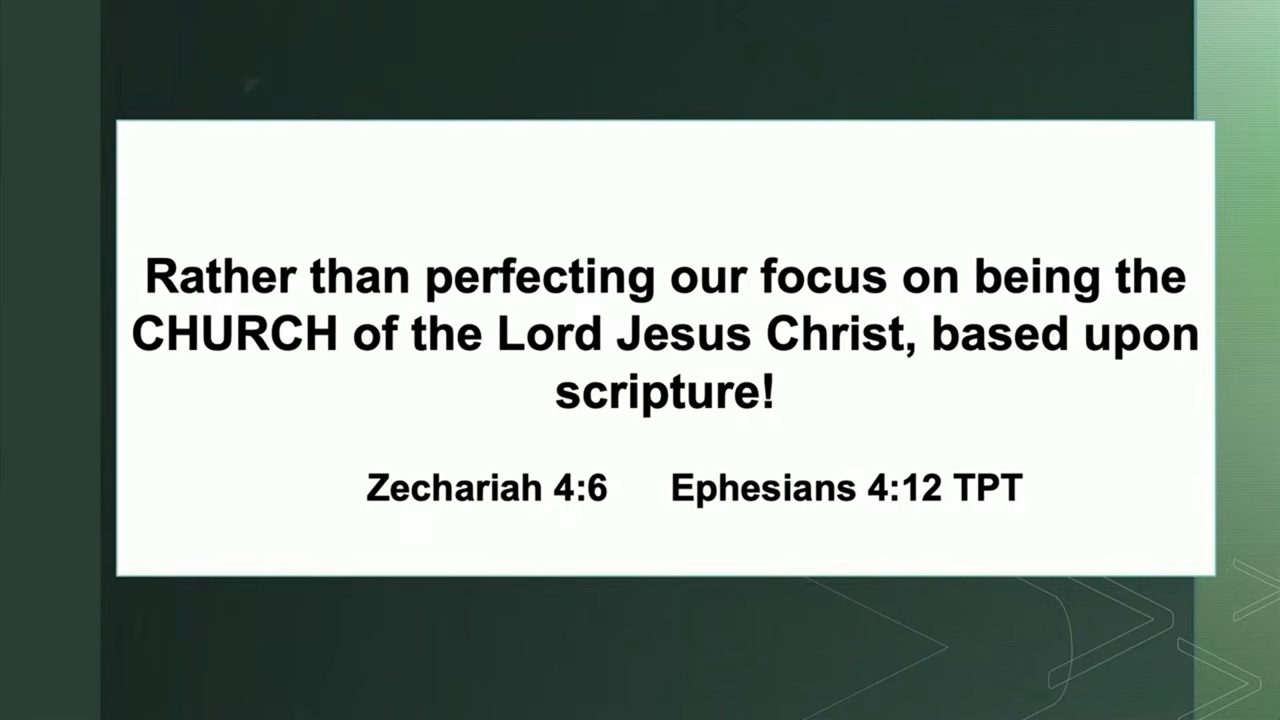 Rather than perfecting our focus on being the
CHURCH of the Lord Jesus Christ, based upon
scripture!
Zechariah 4:6 Ephesians 4:12 TPT